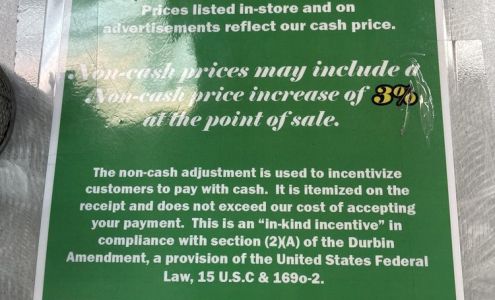 Prices listed in-store and on
advertisements reflect our cash price.
Non-cash prices may include a
Non-cash price increase of 3%
at the point of sale.
The non-cash adjustment is used to incentivize
customers to pay with cash. It is itemized on the
receipt and does not exceed our cost of accepting
your payment. This is an “in-kind incentive” in
compliance with section (2)(A) of the Durbin
Amendment, a provision of the United States Federal
Law, 15 U.S.C & 169o-2.